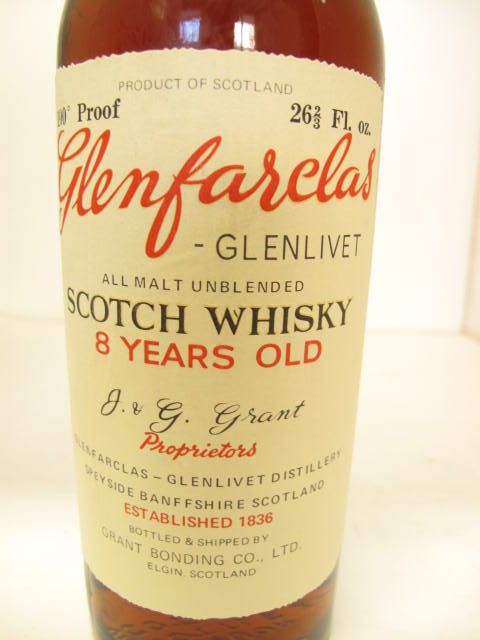 PRODUCT OF SCOTLAND
100° Proof 26⅔ Fl. oz.
Glenfarclas
- GLENLIVET
ALL MALT UNBLENDED
SCOTCH WHISKY
8 YEARS OLD
J. & G. Grant
Proprietors
GLENFARCLAS - GLENLIVET DISTILLERY
SPEYSIDE BANFFSHIRE SCOTLAND
ESTABLISHED 1836
BOTTLED & SHIPPED BY
GRANT BONDING CO., LTD.
ELGIN, SCOTLAND